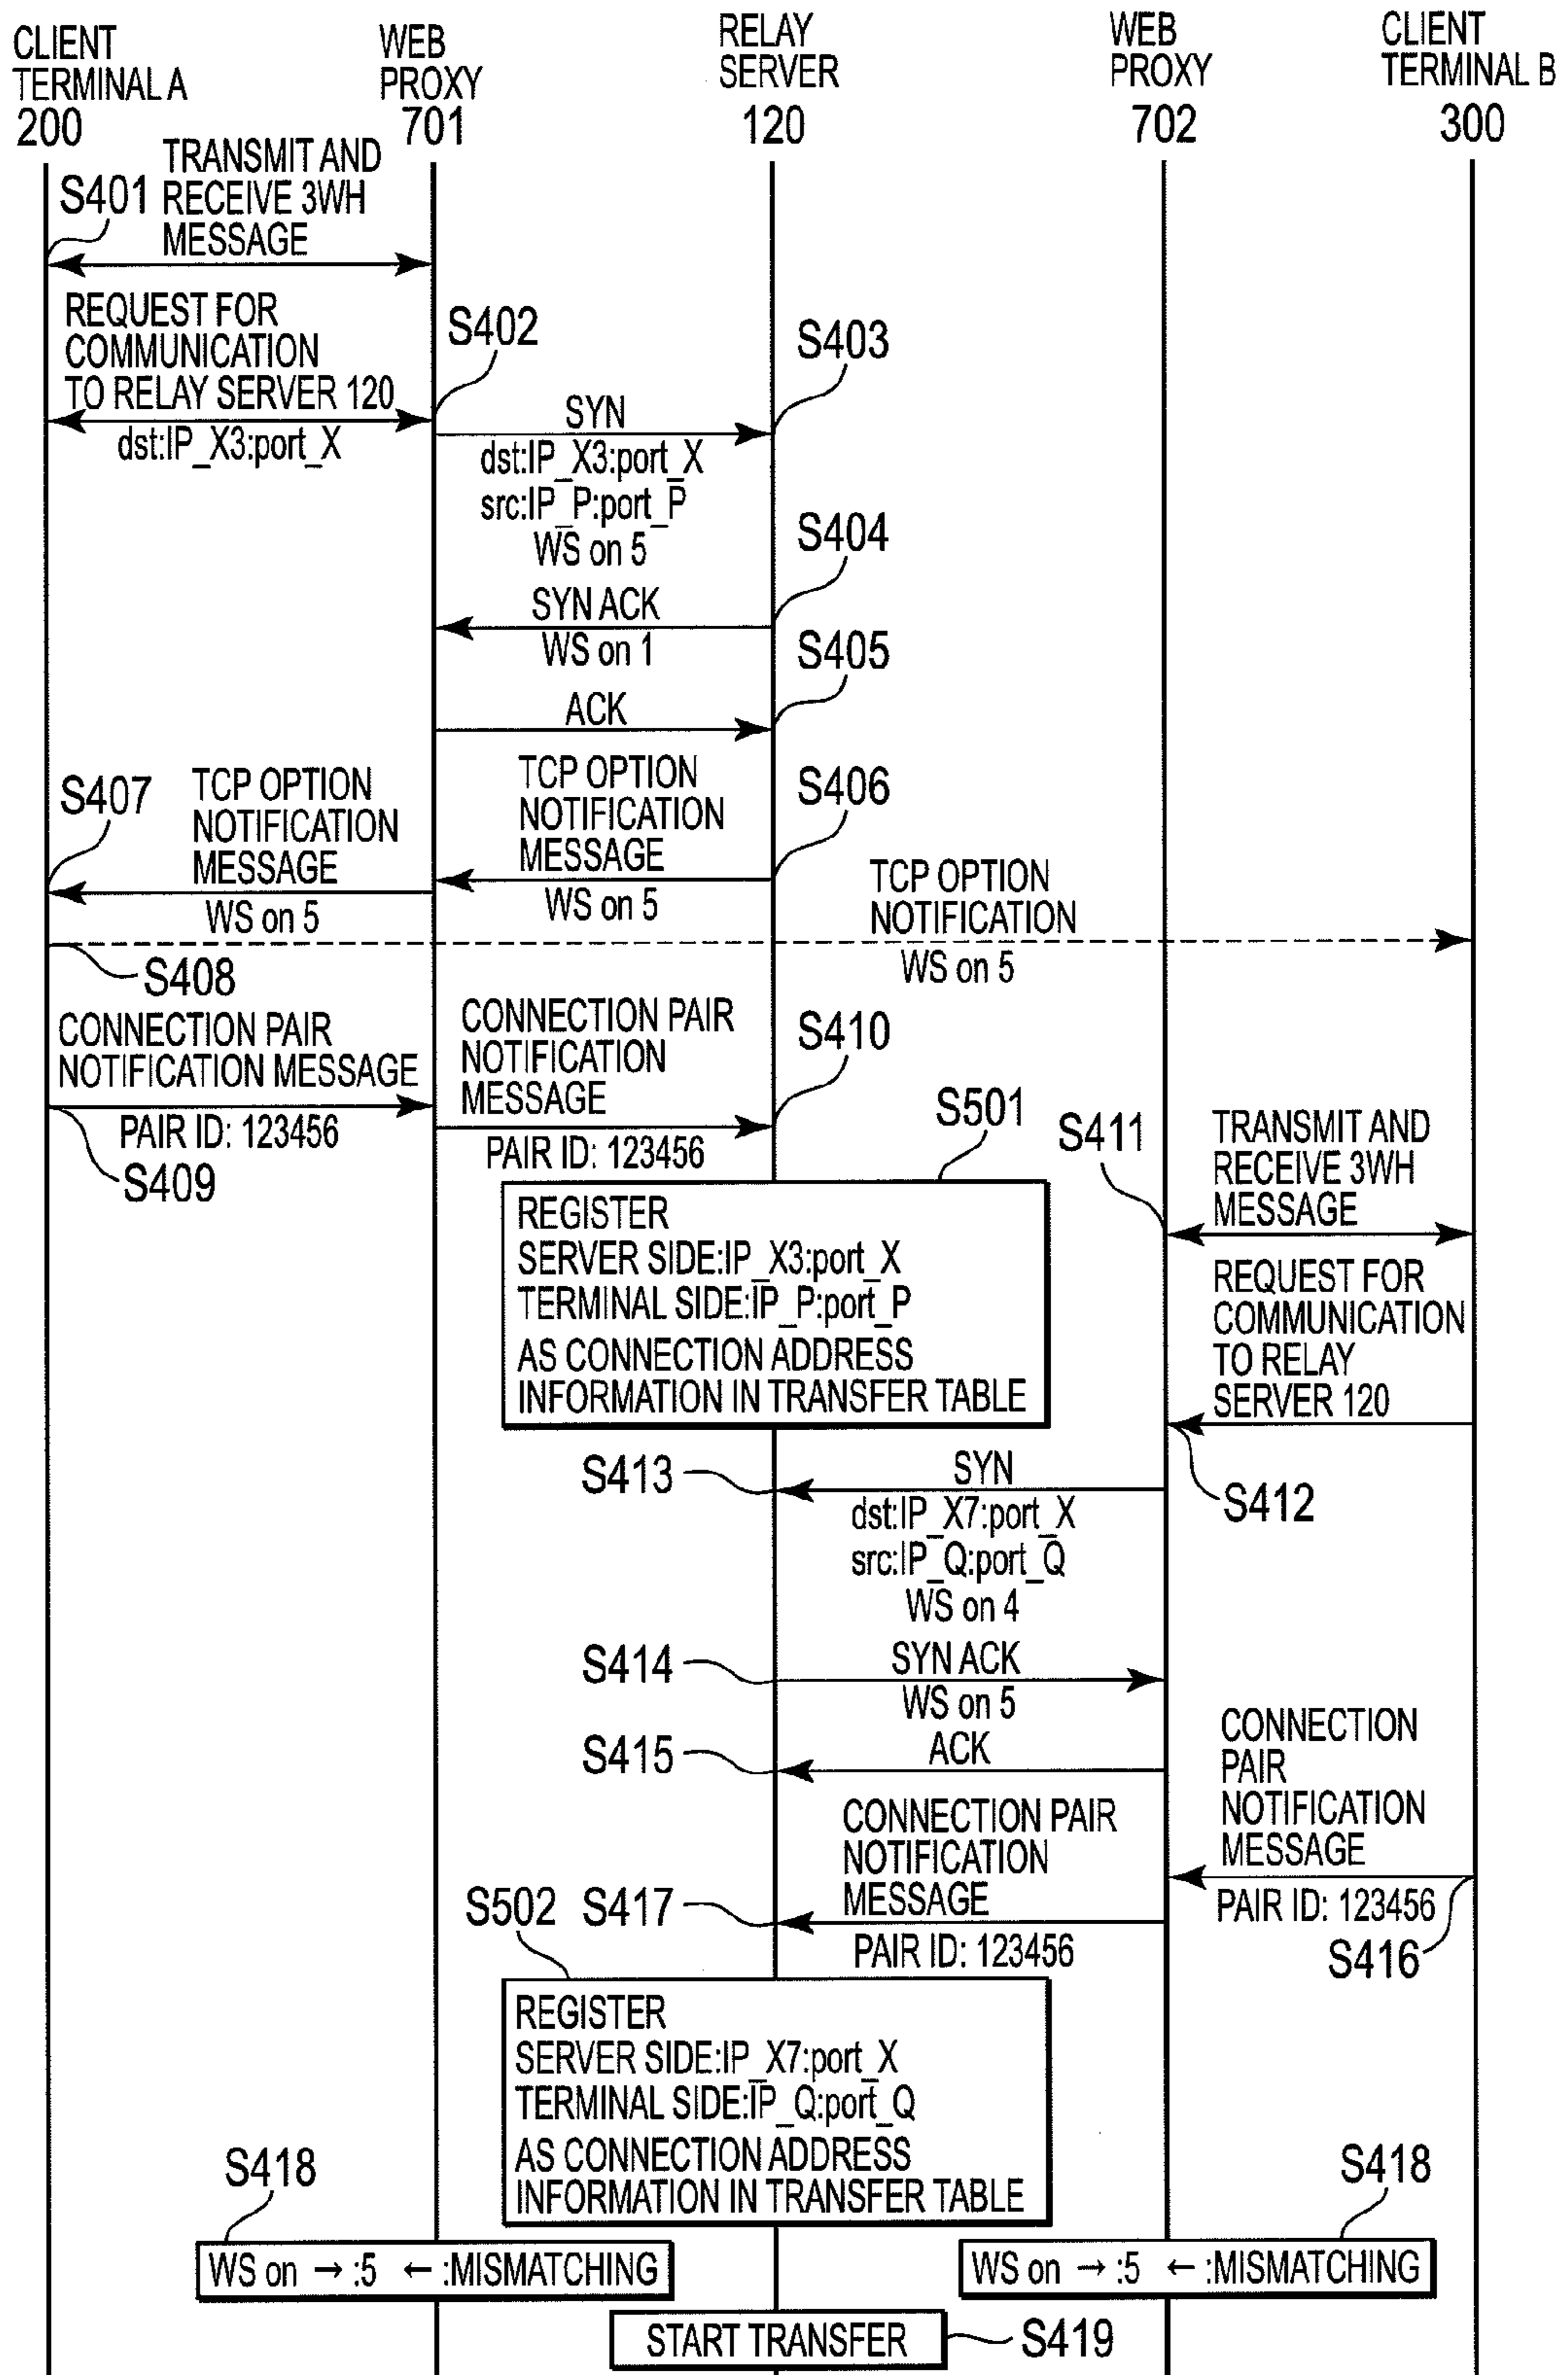 CLIENT
TERMINAL A
200
WEB
PROXY
701
RELAY
SERVER
120
WEB
PROXY
702
CLIENT
TERMINAL B
300
S401
TRANSMIT AND
RECEIVE 3WH
MESSAGE
REQUEST FOR
COMMUNICATION
TO RELAY SERVER 120
dst:IP_X3:port_X
S402
SYN
dst:IP_X3:port_X
src:IP_P:port_P
WS on 5
S403
SYN ACK
WS on 1
S404
ACK
S405
TCP OPTION
NOTIFICATION
MESSAGE
WS on 5
S406
S407
TCP OPTION
NOTIFICATION
MESSAGE
WS on 5
TCP OPTION
NOTIFICATION
WS on 5
S408
CONNECTION PAIR
NOTIFICATION MESSAGE
PAIR ID: 123456
S409
CONNECTION PAIR
NOTIFICATION
MESSAGE
PAIR ID: 123456
S410
S501
REGISTER
SERVER SIDE:IP_X3:port_X
TERMINAL SIDE:IP_P:port_P
AS CONNECTION ADDRESS
INFORMATION IN TRANSFER TABLE
S411
TRANSMIT AND
RECEIVE 3WH
MESSAGE
REQUEST FOR
COMMUNICATION
TO RELAY
SERVER 120
S412
S413
SYN
dst:IP_X7:port_X
src:IP_Q:port_Q
WS on 4
S414
SYN ACK
WS on 5
S415
ACK
CONNECTION
PAIR
NOTIFICATION
MESSAGE
PAIR ID: 123456
S416
S417
CONNECTION PAIR
NOTIFICATION
MESSAGE
PAIR ID: 123456
S502
REGISTER
SERVER SIDE:IP_X7:port_X
TERMINAL SIDE:IP_Q:port_Q
AS CONNECTION ADDRESS
INFORMATION IN TRANSFER TABLE
S418
WS on → :5 ← :MISMATCHING
S418
WS on → :5 ← :MISMATCHING
START TRANSFER
S419